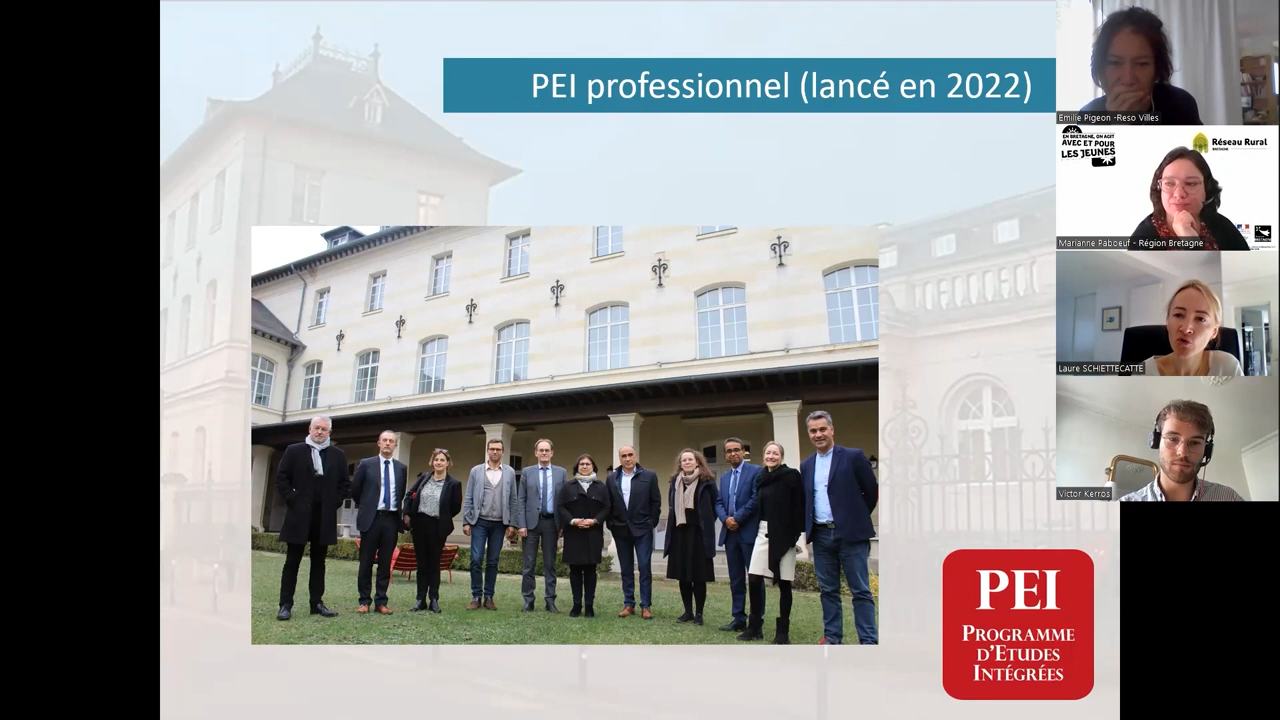 PEI professionnel (lancé en 2022)
PEI
PROGRAMME
D'ETUDES
INTÉGRÉES
Emilie Pigeon -Reso Villes
EN BRETAGNE, ON AGIT
AVEC ET POUR
LES JEUNES
Réseau Rural
BRETAGNE
Marianne Paboeuf - Région Bretagne
Laure SCHIETTECATTE
Victor Kerros